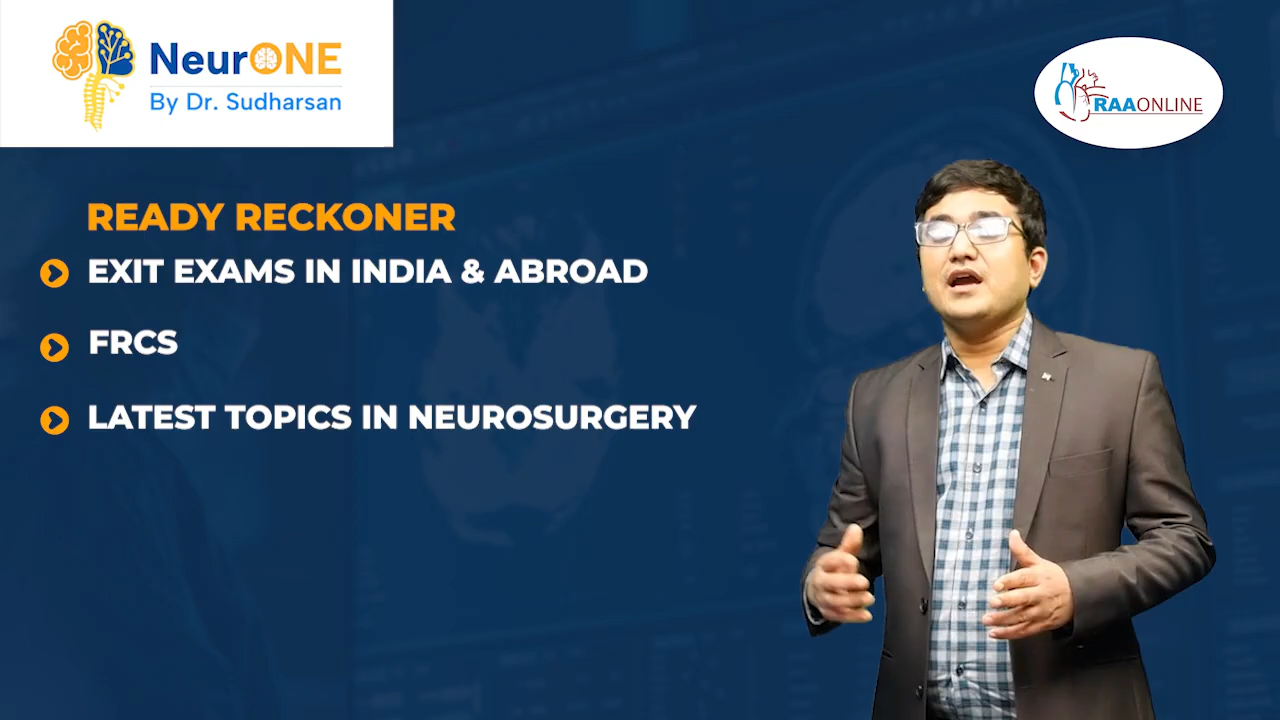 NeurONE
By Dr. Sudharsan
RAAONLINE
READY RECKONER
EXIT EXAMS IN INDIA & ABROAD
FRCS
LATEST TOPICS IN NEUROSURGERY